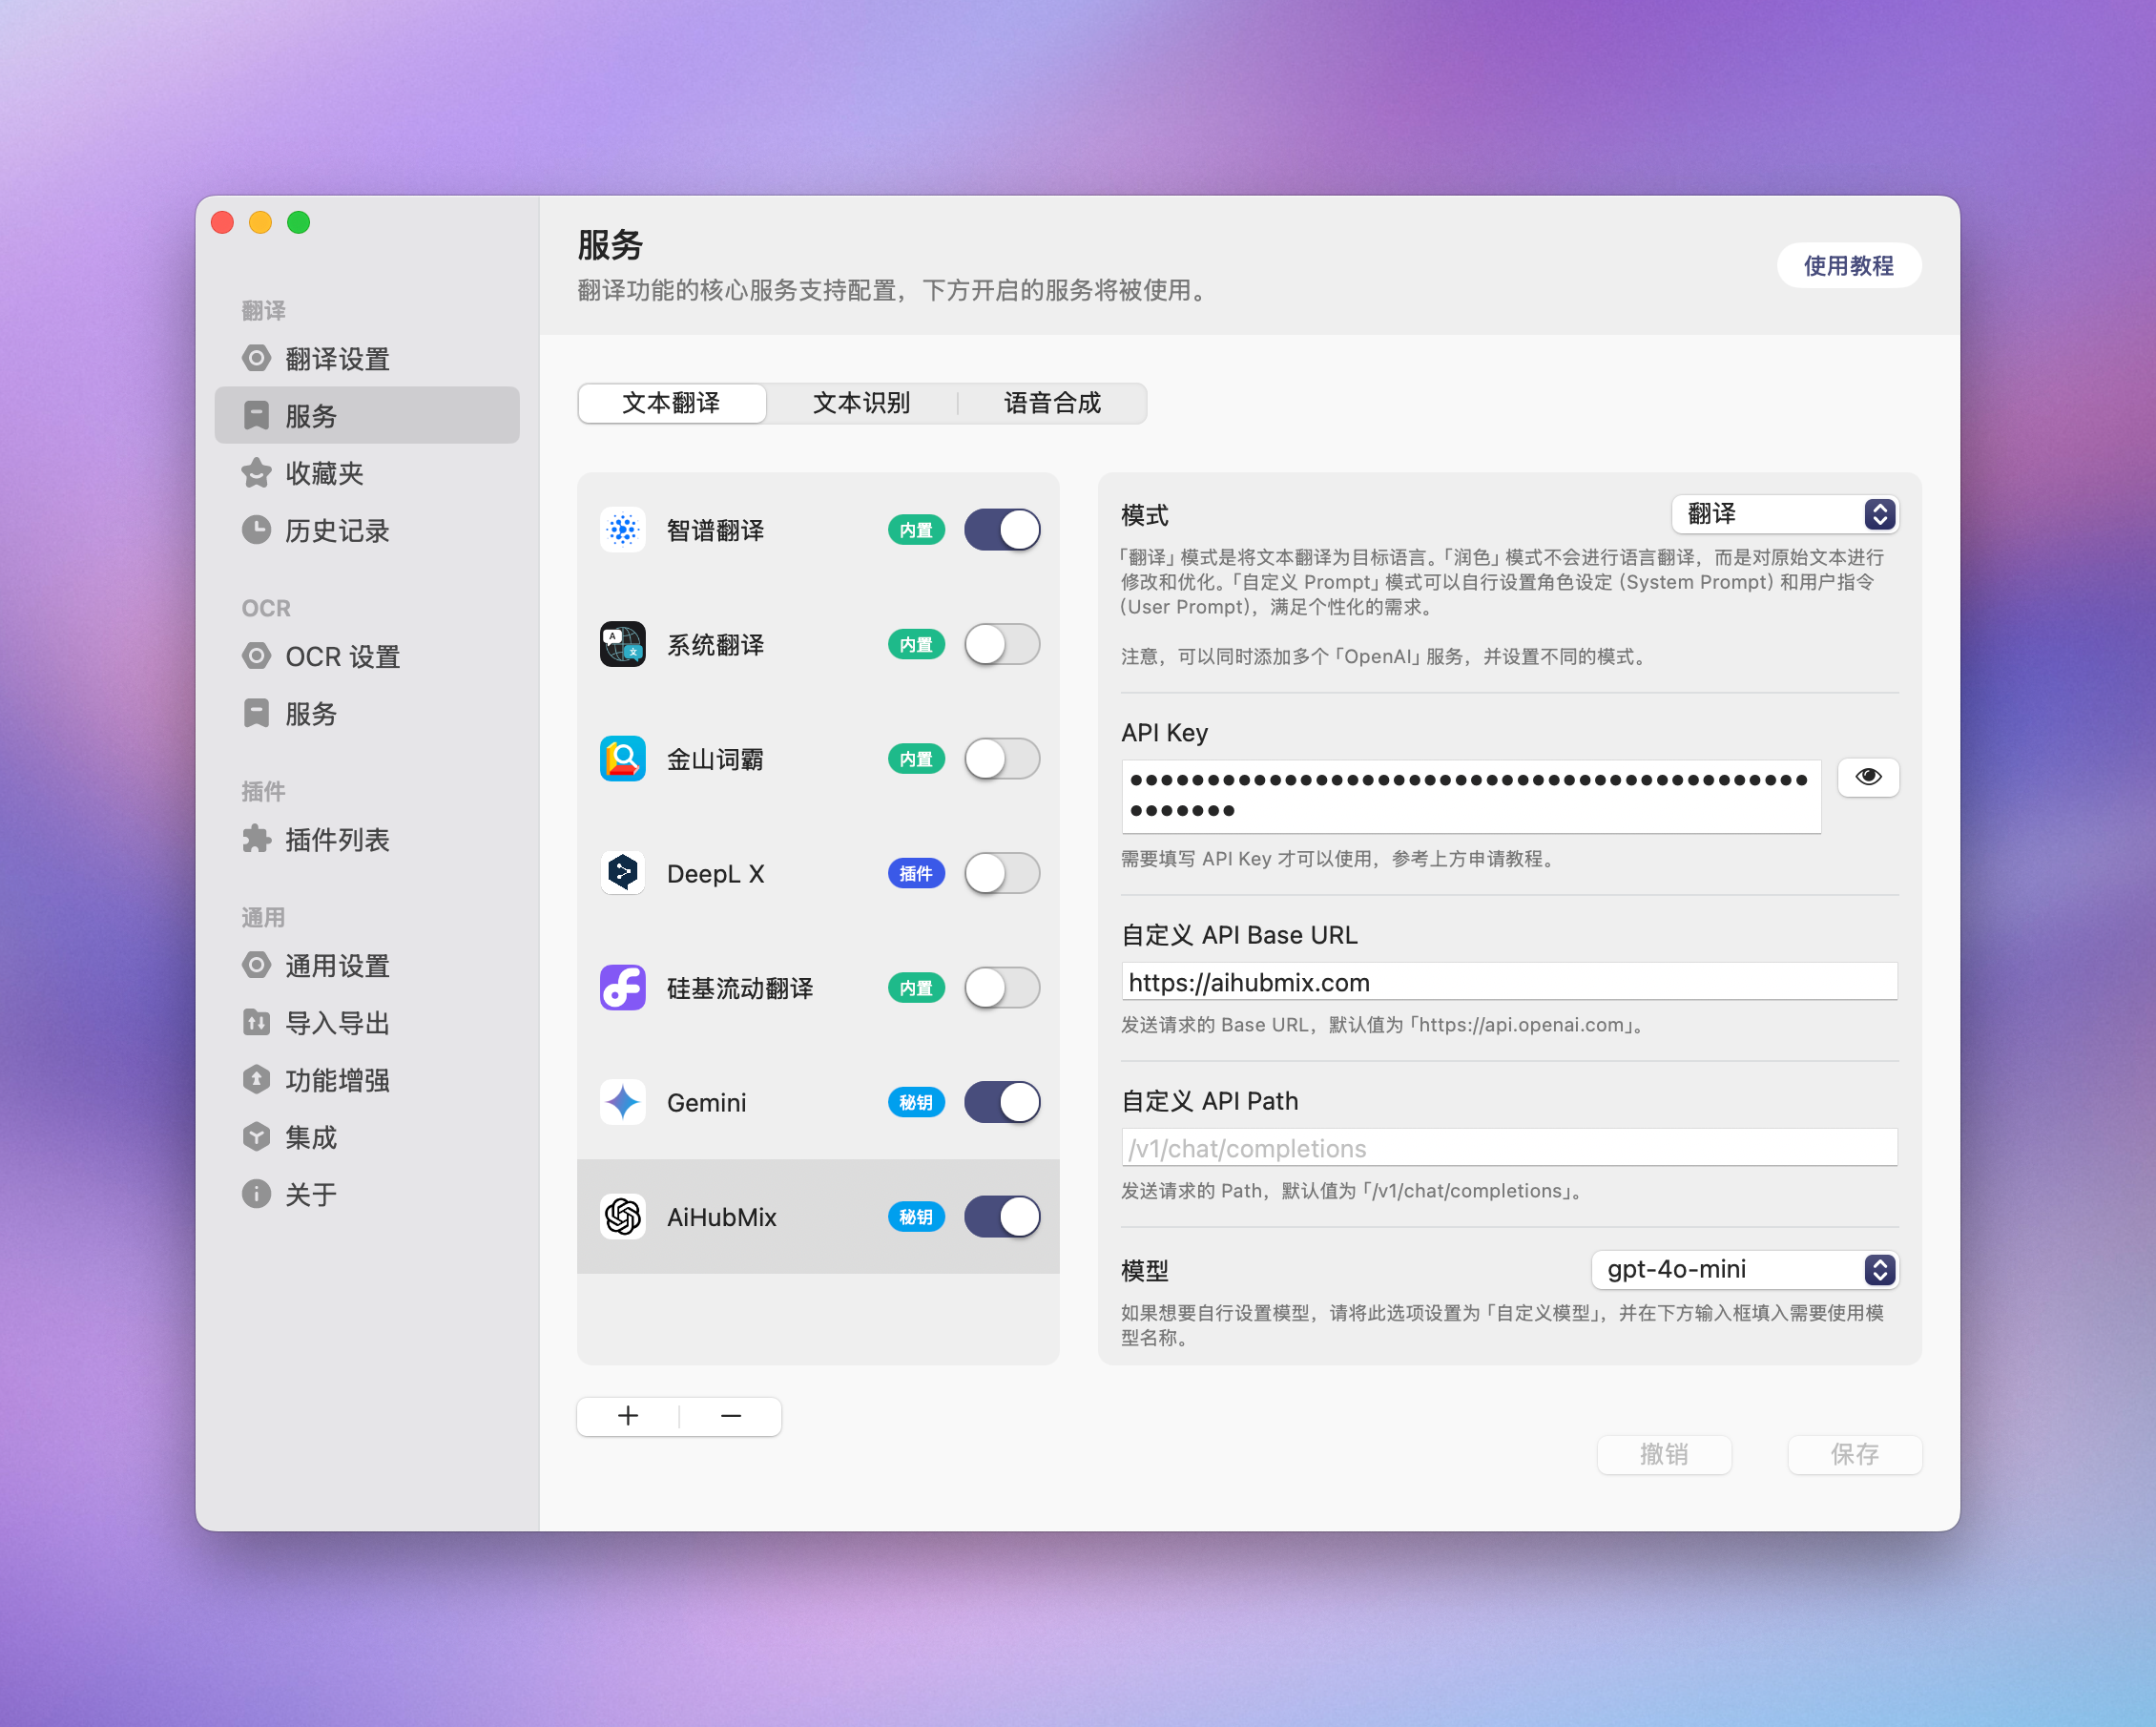 服务
翻译功能的核心服务支持配置，下方开启的服务将被使用。
使用教程
翻译
翻译设置
服务
收藏夹
历史记录
OCR
OCR 设置
服务
插件
插件列表
通用
通用设置
导入导出
功能增强
集成
关于
文本翻译
文本识别
语音合成
智谱翻译
内置
系统翻译
内置
金山词霸
内置
DeepL X
插件
硅基流动翻译
内置
Gemini
秘钥
AiHubMix
秘钥
模式
翻译
「翻译」模式是将文本翻译为目标语言。「润色」模式不会进行语言翻译，而是对原始文本进行
修改和优化。「自定义 Prompt」模式可以自行设置角色设定 (System Prompt) 和用户指令
(User Prompt)，满足个性化的需求。
注意，可以同时添加多个「OpenAI」服务，并设置不同的模式。
API Key
需要填写 API Key 才可以使用，参考上方申请教程。
自定义 API Base URL
https://aihubmix.com
发送请求的 Base URL，默认值为「https://api.openai.com」。
自定义 API Path
/v1/chat/completions
发送请求的 Path，默认值为「/v1/chat/completions」。
模型
gpt-4o-mini
如果想要自行设置模型，请将此选项设置为「自定义模型」，并在下方输入框填入需要使用模
型名称。
撤销
保存